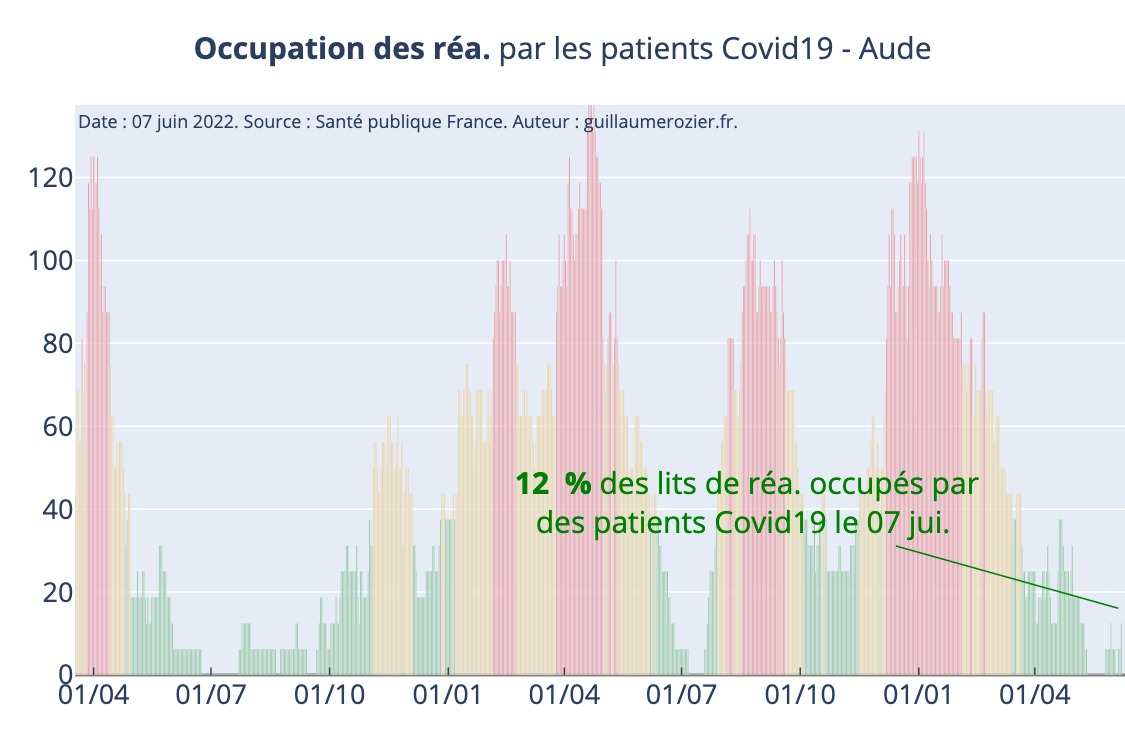 Occupation des réa. par les patients Covid19 - Aude
Date : 07 juin 2022. Source : Santé publique France. Auteur : guillaumerozier.fr.
120
100
80
60
40
20
0
12 % des lits de réa. occupés par
des patients Covid19 le 07 jui.
01/04 01/07 01/10 01/01 01/04 01/07 01/10 01/01 01/04